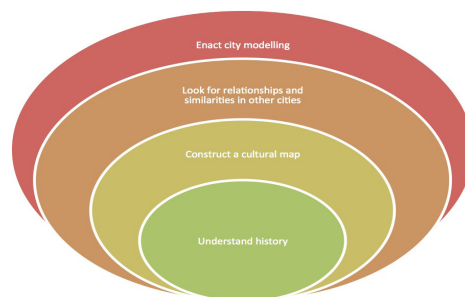 Enact city modelling
Look for relationships and
similarities in other cities
Construct a cultural map
Understand history